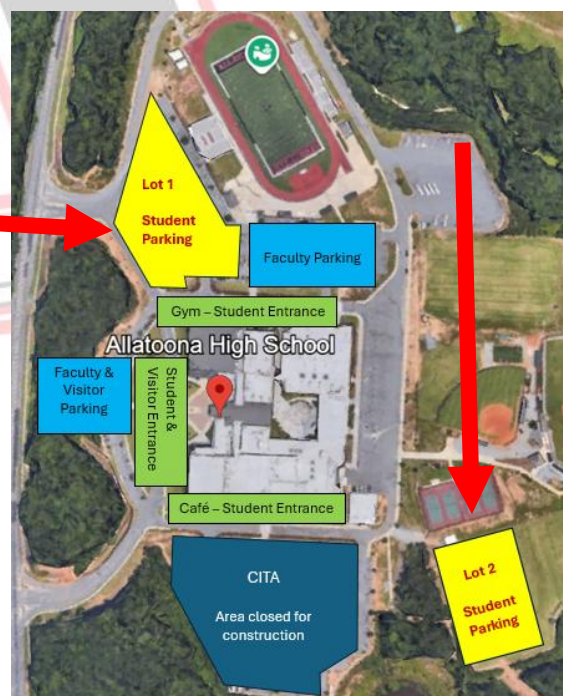 Lot 1
Student
Parking
Faculty Parking
Gym – Student Entrance
Allatoona High School
Faculty &
Visitor
Parking
Student &
Visitor Entrance
Café – Student Entrance
CITA
Area closed for
construction
Lot 2
Student
Parking